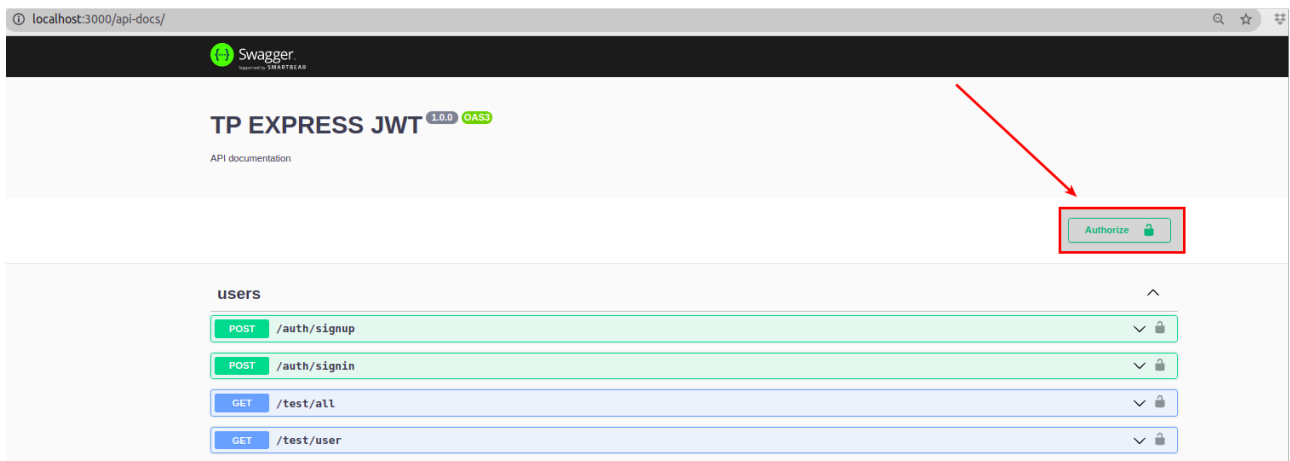 localhost:3000/api-docs/
Swagger.
Supported by SMARTBEAR
TP EXPRESS JWT 1.0.0 OAS3
API documentation
Authorize
users
POST /auth/signup
POST /auth/signin
GET /test/all
GET /test/user